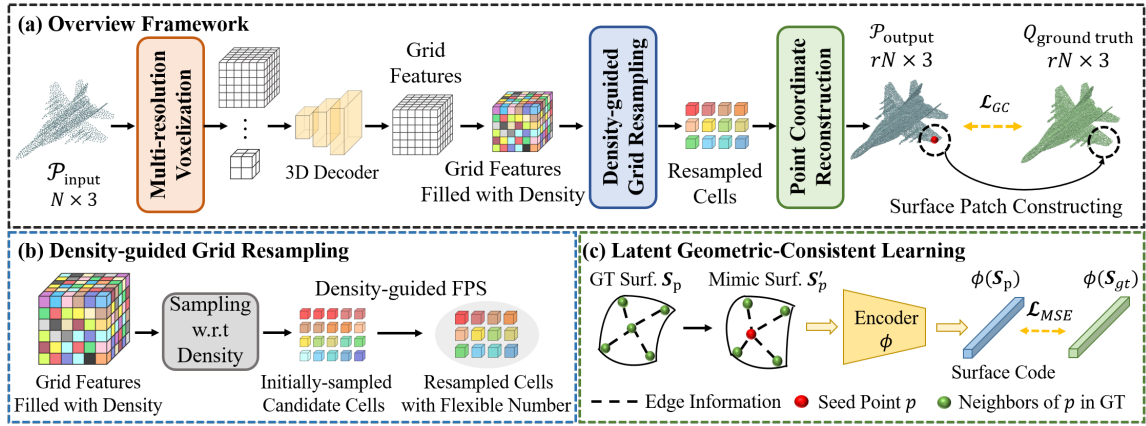 (a) Overview Framework
𝒫input
N × 3
Multi-resolution
Voxelization
⋮
3D Decoder
Grid
Features
Grid Features
Filled with Density
Density-guided
Grid Resampling
Resampled
Cells
Point Coordinate
Reconstruction
𝒫output
rN × 3
ℒGC
Qground truth
rN × 3
Surface Patch Constructing
(b) Density-guided Grid Resampling
Grid Features
Filled with Density
Sampling
w.r.t
Density
Density-guided FPS
Initially-sampled
Candidate Cells
Resampled Cells
with Flexible Number
(c) Latent Geometric-Consistent Learning
GT Surf. Sp
Mimic Surf. S′p
Encoder
ϕ
ϕ(Sp)
ℒMSE
ϕ(Sgt)
Surface Code
Edge Information
Seed Point p
Neighbors of p in GT